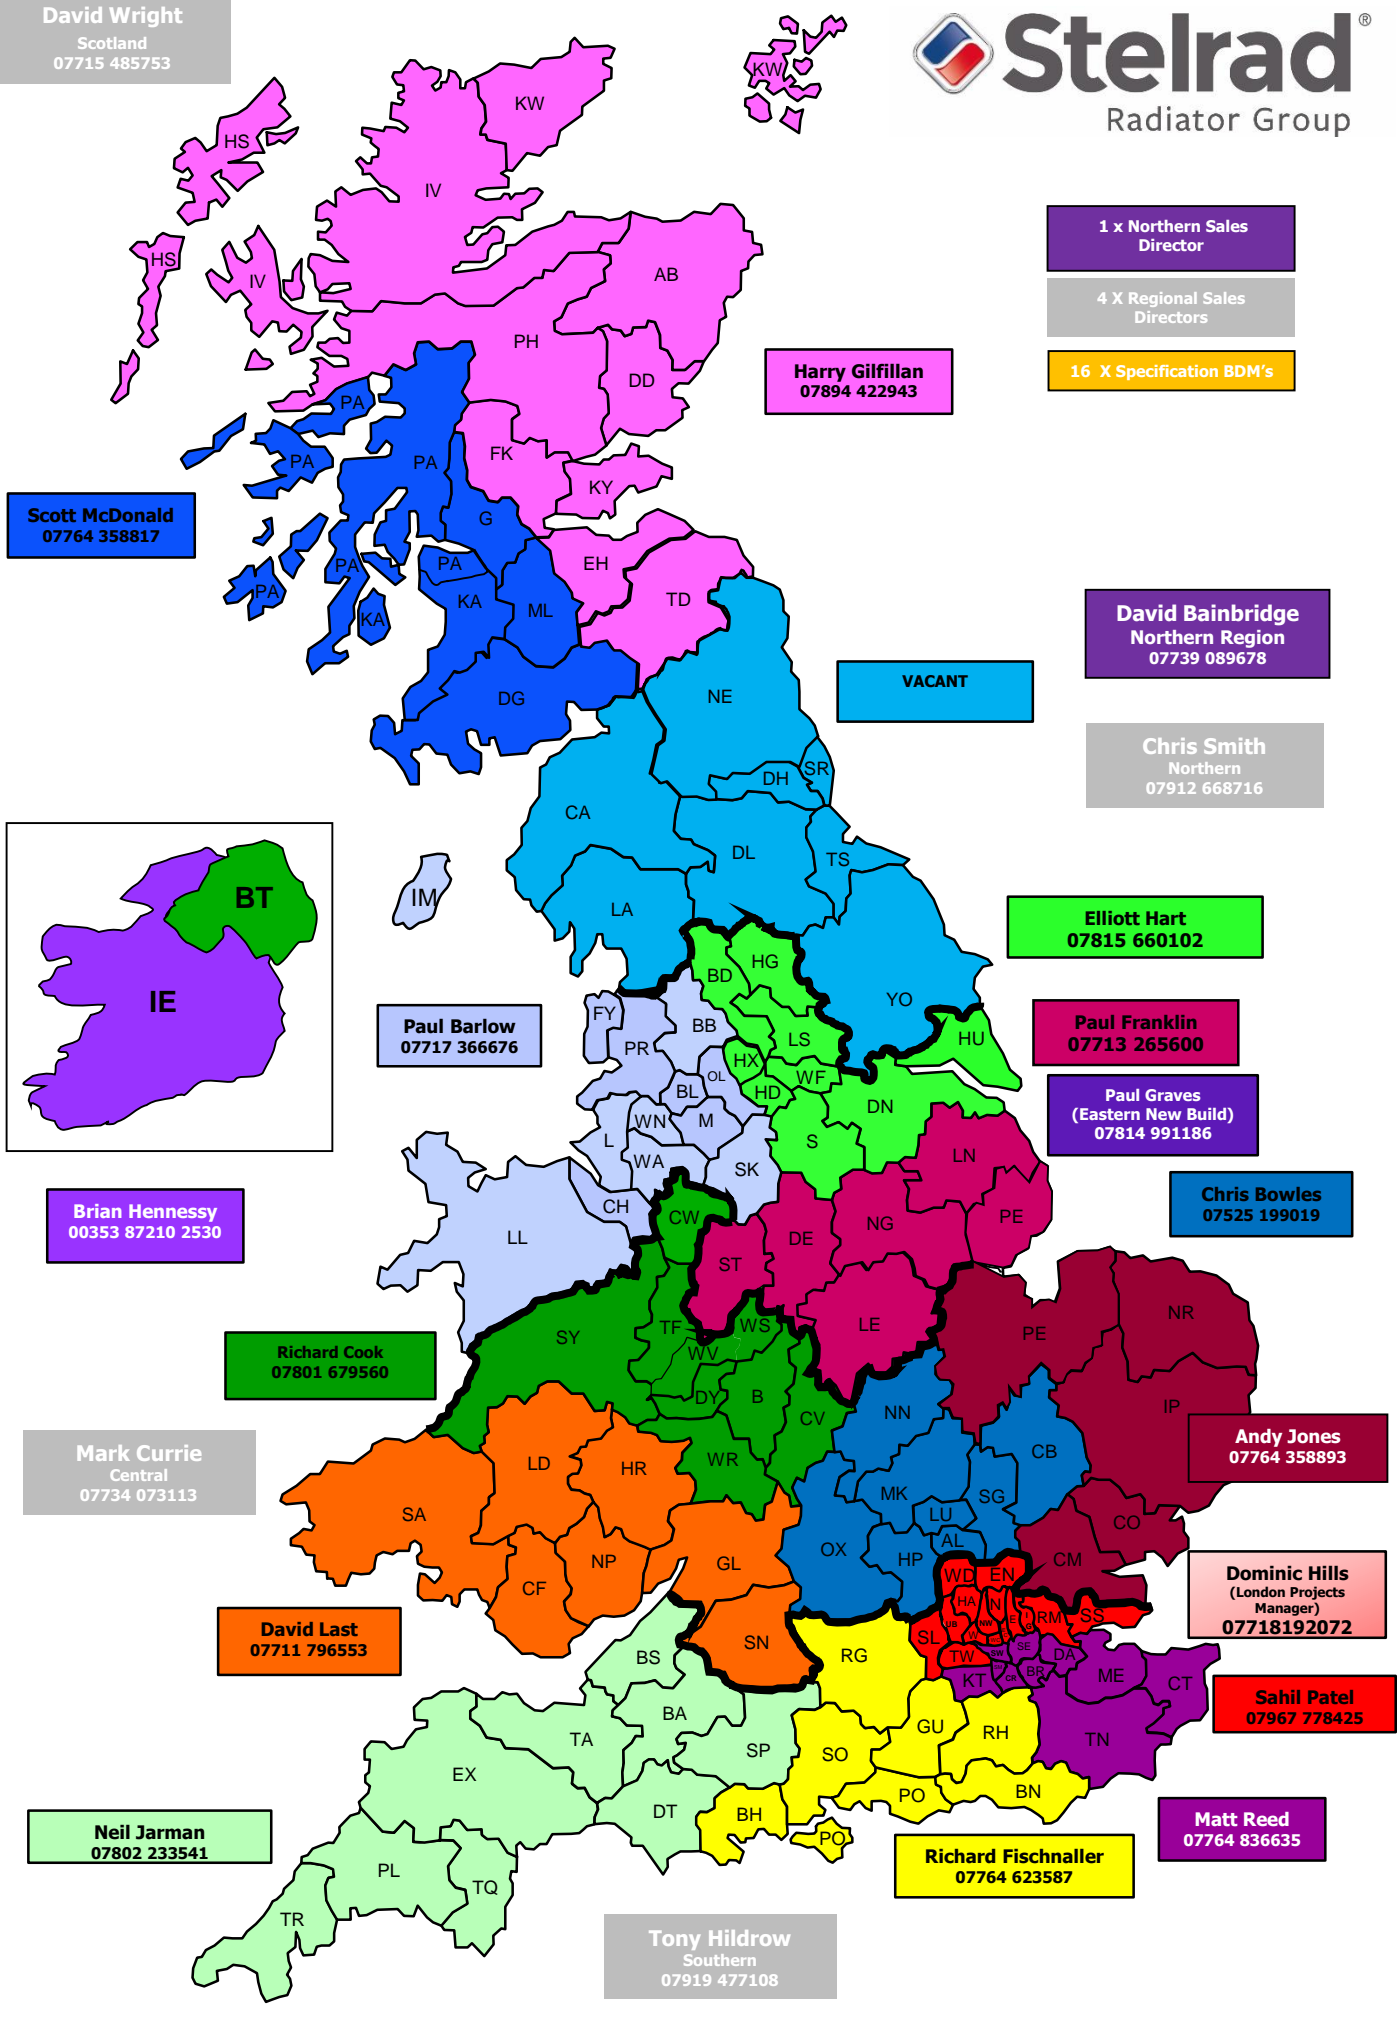 David Wright
Scotland
07715 485753
Stelrad®
Radiator Group
1 x Northern Sales
Director
4 X Regional Sales
Directors
16 X Specification BDM's
Harry Gilfillan
07894 422943
Scott McDonald
07764 358817
David Bainbridge
Northern Region
07739 089678
VACANT
Chris Smith
Northern
07912 668716
Elliott Hart
07815 660102
Paul Barlow
07717 366676
Paul Franklin
07713 265600
Paul Graves
(Eastern New Build)
07814 991186
Chris Bowles
07525 199019
Brian Hennessy
00353 87210 2530
Richard Cook
07801 679560
Mark Currie
Central
07734 073113
Andy Jones
07764 358893
Dominic Hills
(London Projects
Manager)
07718192072
David Last
07711 796553
Sahil Patel
07967 778425
Neil Jarman
07802 233541
Matt Reed
07764 836635
Richard Fischnaller
07764 623587
Tony Hildrow
Southern
07919 477108
KW
KW
HS
IV
HS
IV
AB
PH
DD
PA
FK
PA
PA
KY
G
EH
PA
PA
PA
KA
KA
ML
TD
DG
NE
SR
DH
CA
DL
TS
LA
IM
BT
IE
YO
BD
HG
FY
BB
PR
LS
HU
HX
OL
WF
BL
HD
DN
WN
M
L
S
WA
SK
LN
CH
CW
PE
NG
LL
DE
ST
NR
LE
WS
TF
PE
SY
WV
DY
B
IP
NN
CV
CB
WR
LD
HR
MK
SG
SA
LU
CO
AL
OX
HP
CM
GL
NP
CF
WD
EN
HA
N
E
I
G
RM
SS
UB
NW
W
SL
SN
BS
RG
TW
SW
SE
DA
KT
CR
BR
ME
CT
BA
GU
RH
TN
TA
SP
SO
EX
BN
PO
DT
BH
PO
PL
TQ
TR